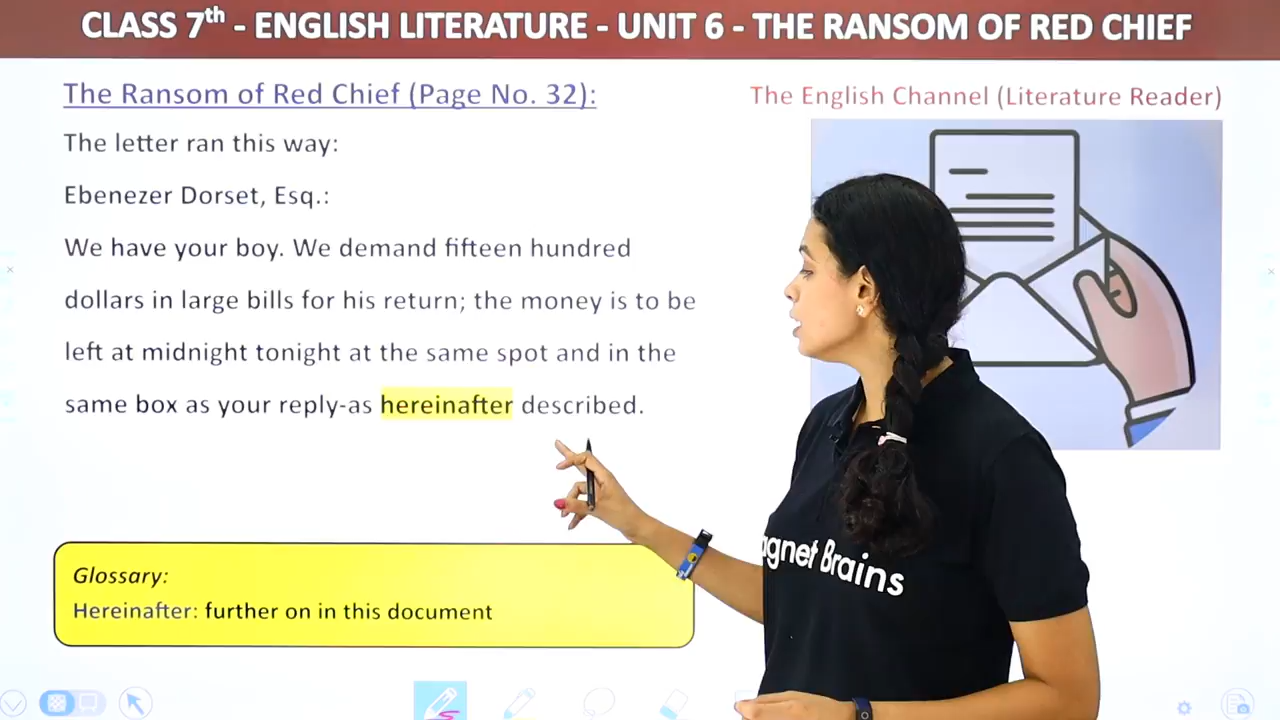 CLASS 7th - ENGLISH LITERATURE - UNIT 6 - THE RANSOM OF RED CHIEF
The Ransom of Red Chief (Page No. 32):
The English Channel (Literature Reader)
The letter ran this way:
Ebenezer Dorset, Esq.:
We have your boy. We demand fifteen hundred
dollars in large bills for his return; the money is to be
left at midnight tonight at the same spot and in the
same box as your reply-as hereinafter described.
agnet Brains
Glossary:
Hereinafter: further on in this document